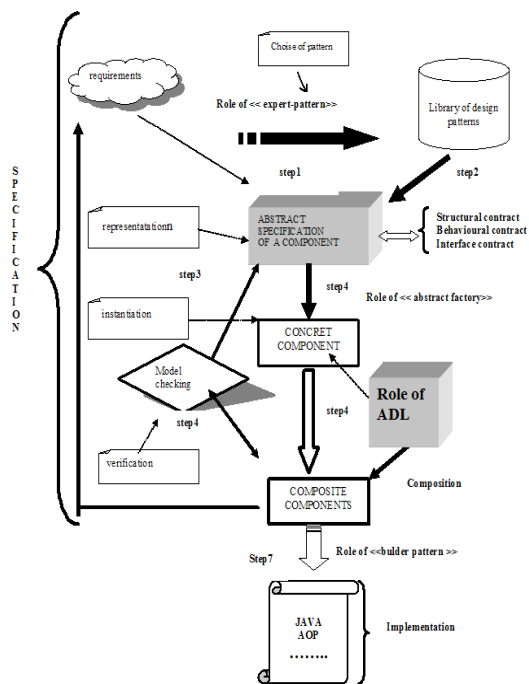 Choise of pattern
requirements
Role of << expert-pattern>>
Library of design
patterns
step1
step2
SPECIFICATION
ABSTRACT
SPECIFICATION
OF A COMPONENT
Structural contract
Behavioural contract
Interface contract
representatationn
step3
step4
Role of << abstract factory>>
instantiation
CONCRET
COMPONENT
Model
checking
Role of
ADL
step4
step4
verification
COMPOSITE
COMPONENTS
Composition
Step7
Role of <<bulder pattern >>
JAVA
AOP
……..
Implementation